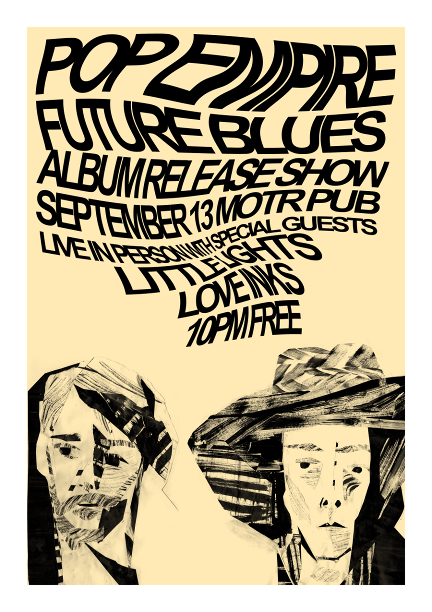 POP EMPIRE
FUTURE BLUES
ALBUM RELEASE SHOW
SEPTEMBER 13 MOTR PUB
LIVE IN PERSON WITH SPECIAL GUESTS
LITTLE LIGHTS
LOVE INKS
10PM FREE